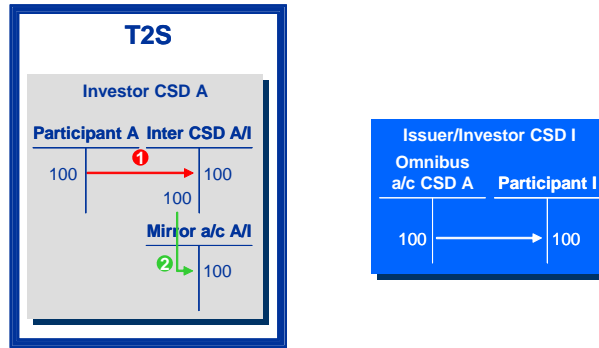 T2S
Investor CSD A
Participant A Inter CSD A/I
1
100 100
100
Mirror a/c A/I
2
100
Issuer/Investor CSD I
Omnibus
a/c CSD A Participant I
100 100